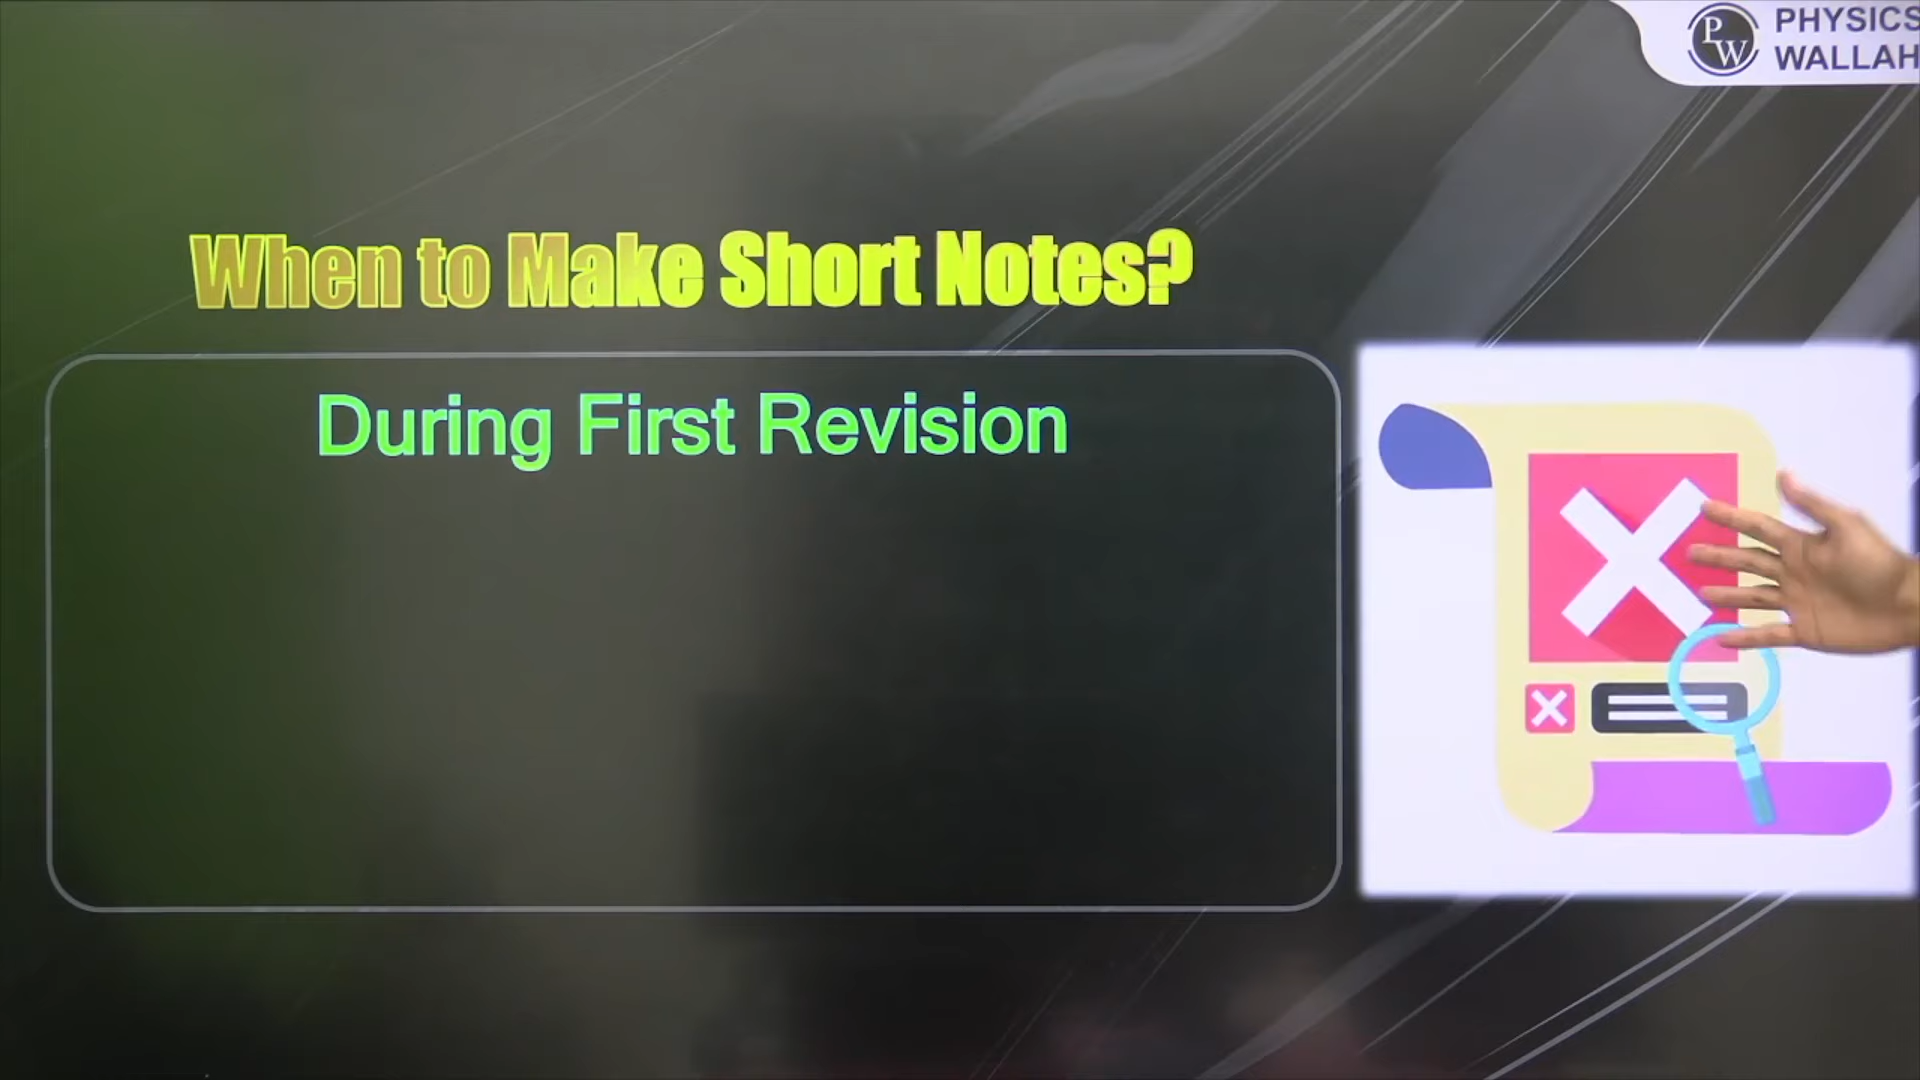 PHYSICS
WALLAH
When to Make Short Notes?
During First Revision